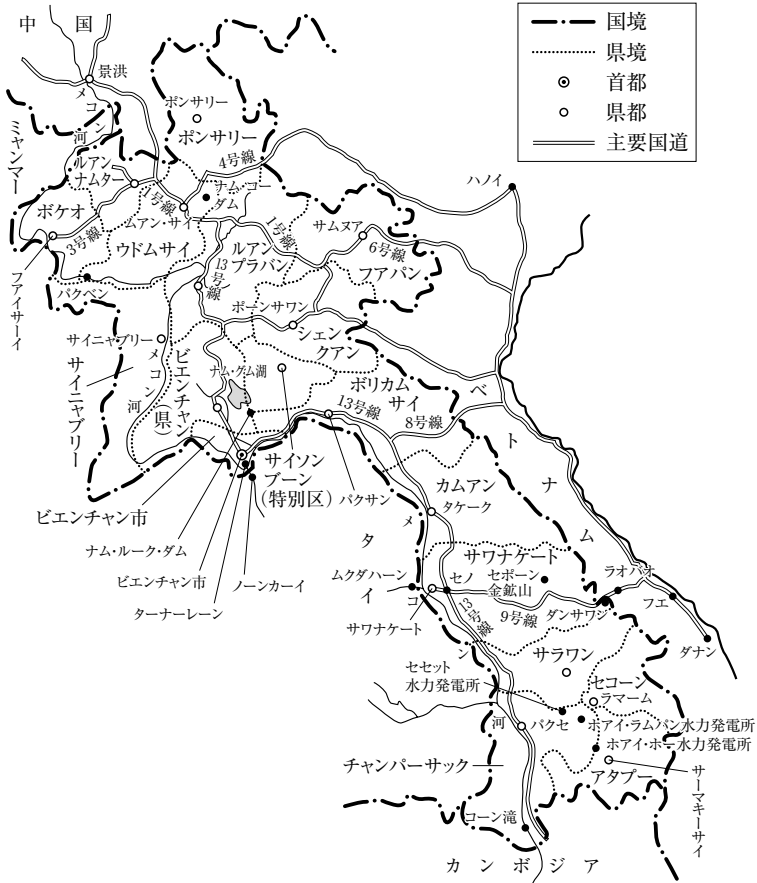 中国
国境
県境
首都
県都
主要国道
景洪
メコン河
ミャンマー
ポンサリー
ポンサリー
4号線
ハノイ
ルアン
ナムター
1号線
ナム・コー
ダム
ボケオ
3号線
ムアン・サイ
ウドムサイ
1号線
サムヌア
6号線
ルアン
プラバン
フアパン
13号線
ファイサーイ
パクベン
ポーンサワン
シェン
クアン
サイニャブリー
サイニャブリー
メコン河
ビエンチャン
(県)
ナム・グム湖
ボリカム
サイ
13号線
8号線
ベトナム
サイソン
ブーン
(特別区)
パクサン
カムアン
タケーク
ビエンチャン市
ナム・ルーク・ダム
ビエンチャン市
ターナーレーン
ノーンカーイ
タイ
メコン河
サワナケート
ムクダハーン
セノ
セポーン
金鉱山
ラオバオ
サワナケート
13号線
9号線
ダンサワン
フエ
ダナン
サラワン
セセット
水力発電所
セコーン
ラマーム
パクセ
ホアイ・ラムパン水力発電所
ホアイ・ホー水力発電所
チャンパーサック
アタプー
サーマキーサイ
コーン滝
カンボジア